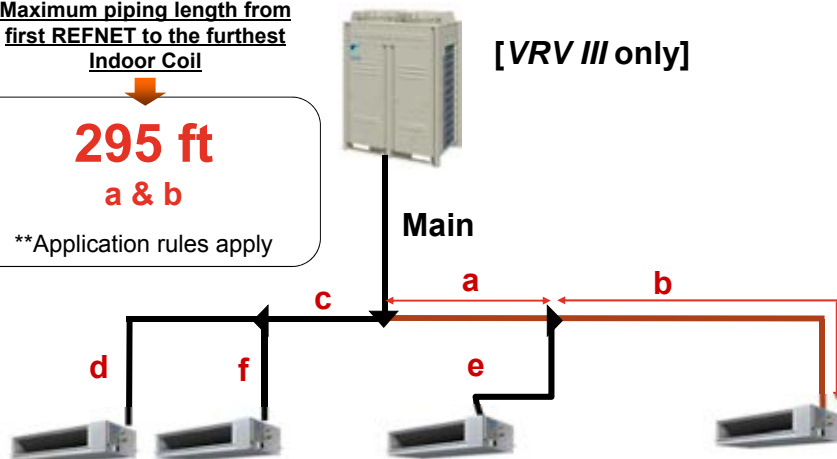 Maximum piping length from
first REFNET to the furthest
Indoor Coil
[VRV III only]
295 ft
a & b
**Application rules apply
Main
a
b
c
d
f
e